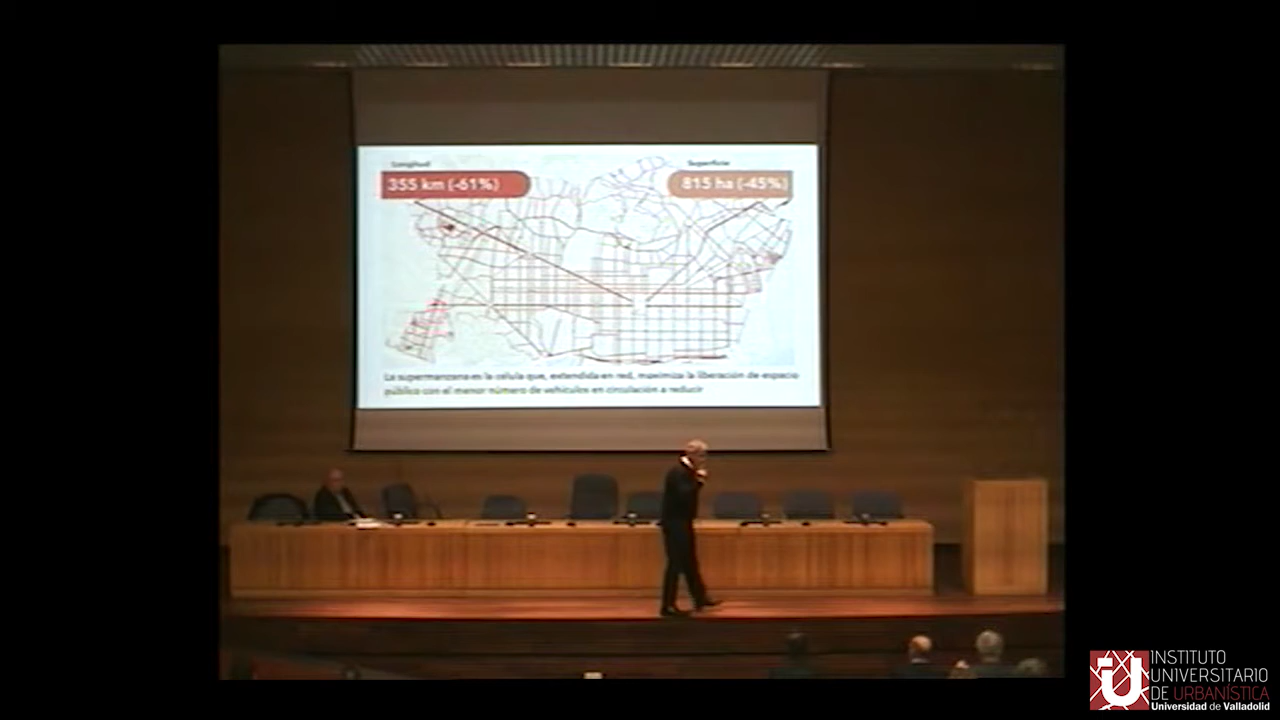 Longitud
355 km (-61%)
Superficie
815 ha (-45%)
La supermanzana es la célula que, extendida en red, maximiza la liberación de espacio
público con el menor número de vehículos en circulación a reducir
INSTITUTO
UNIVERSITARIO
DE URBANÍSTICA
Universidad de Valladolid